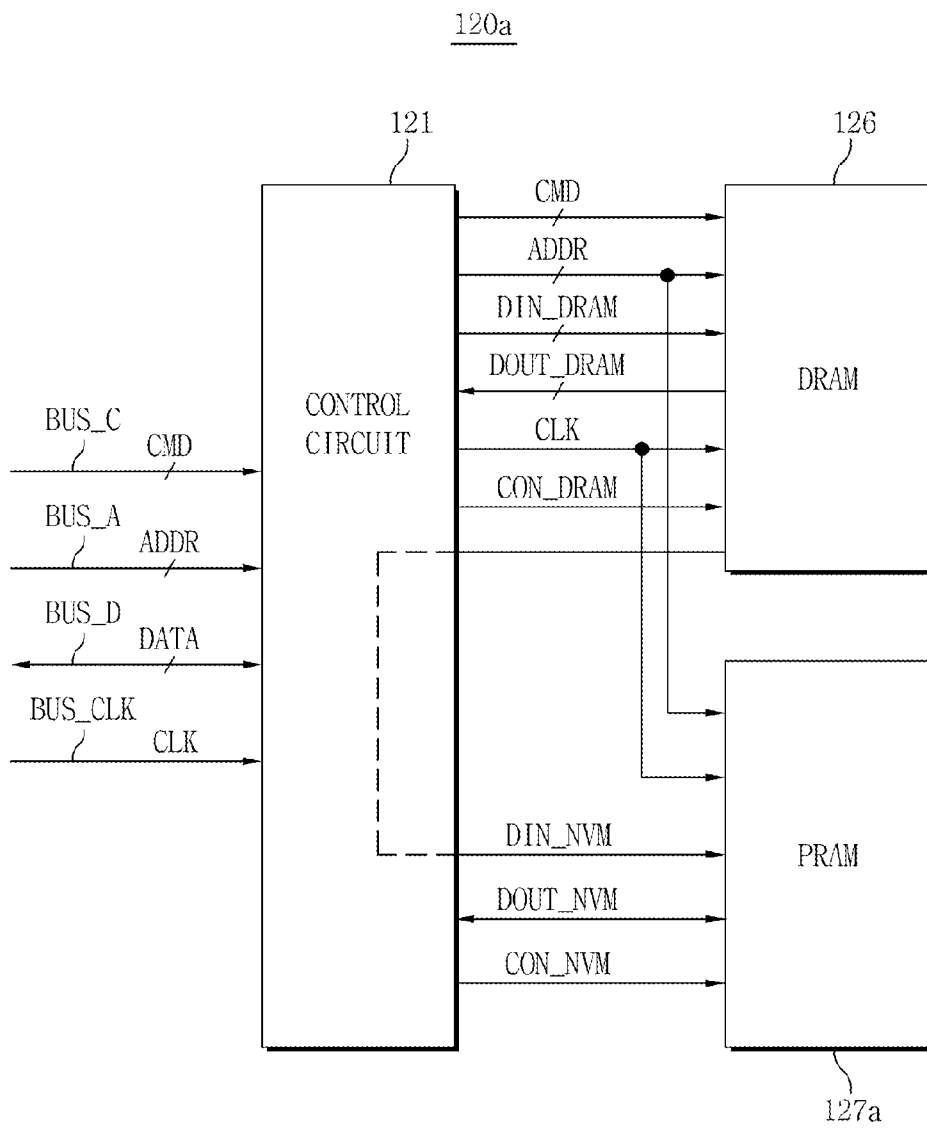 120a
121
126
CMD
ADDR
DIN_DRAM
DOUT_DRAM
CLK
CON_DRAM
CONTROL
CIRCUIT
DRAM
BUS_C
CMD
BUS_A
ADDR
BUS_D
DATA
BUS_CLK
CLK
DIN_NVM
DOUT_NVM
CON_NVM
PRAM
127a